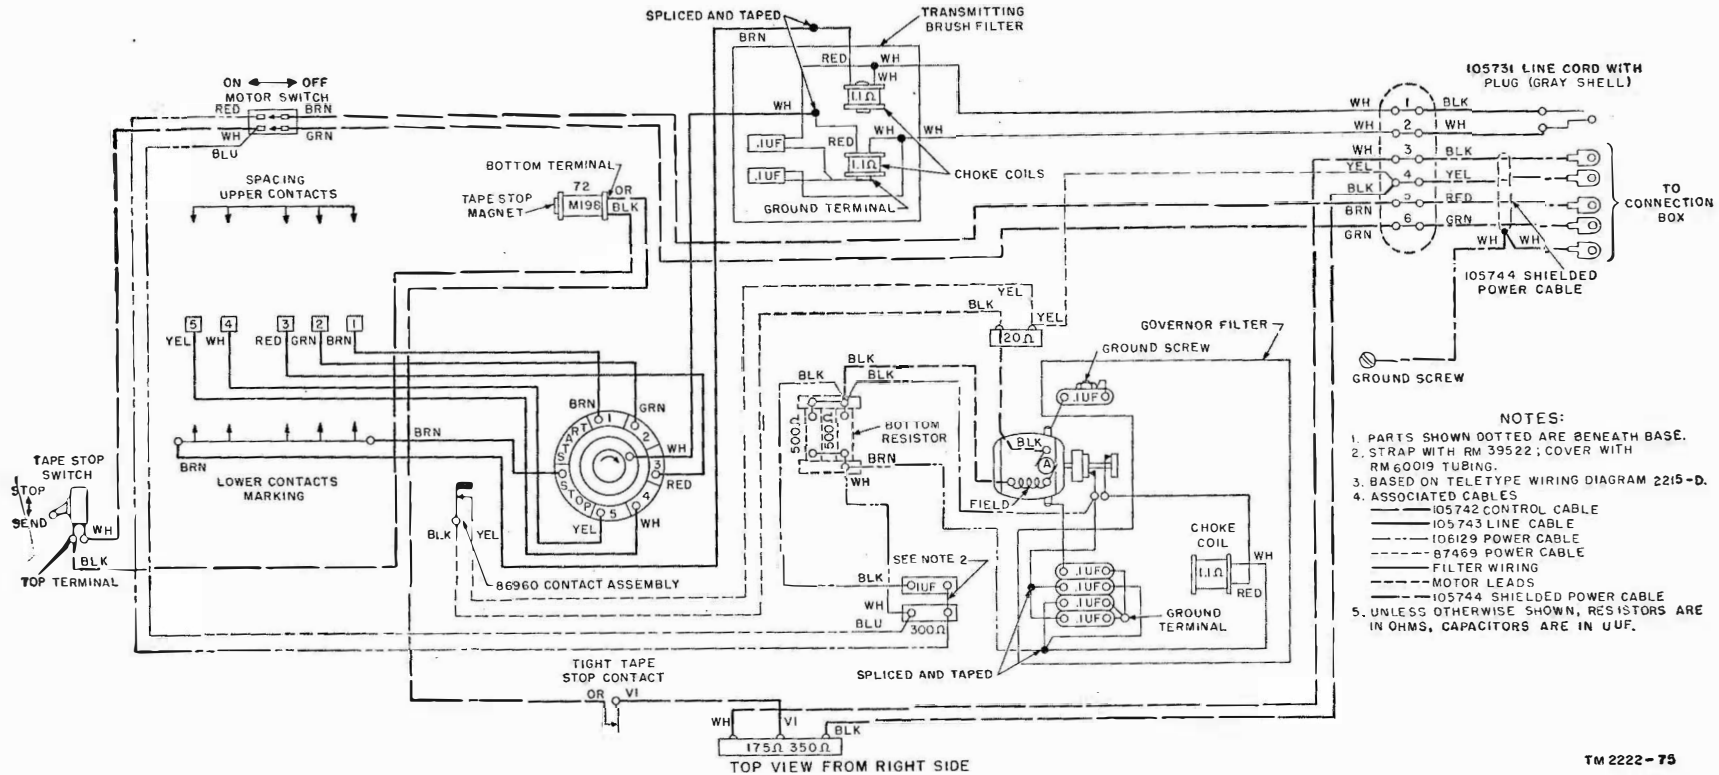 SPLICED AND TAPED
BRN
TRANSMITTING
BRUSH FILTER
RED
WH
WH
1.1Ω
WH
RED
WH
WH
.1UF
.1UF
1.1Ω
CHOKE COILS
GROUND TERMINAL
ON OFF
MOTOR SWITCH
RED
BRN
WH
GRN
BLU
SPACING
UPPER CONTACTS
BOTTOM TERMINAL
TAPE STOP
MAGNET
72
M198
OR
BLK
105731 LINE CORD WITH
PLUG (GRAY SHELL)
WH 1 BLK
WH 2 WH
WH 3 BLK
YEL 4 YEL
BLK
BRN 5 RED
GRN 6 GRN
WH WH
TO
CONNECTION
BOX
105744 SHIELDED
POWER CABLE
GROUND SCREW
5 4 3 2 1
YEL WH RED GRN BRN
BRN
BRN
LOWER CONTACTS
MARKING
TAPE STOP
SWITCH
STOP
SEND
WH
BLK
TOP TERMINAL
BRN
GRN
WH
RED
WH
YEL
START
STOP
1
2
3
4
5
S
S
BLK
YEL
86960 CONTACT ASSEMBLY
YEL
BLK
YEL
120Ω
GOVERNOR FILTER
GROUND SCREW
.1UF
BLK
BLK
BLK
500Ω
500Ω
BOTTOM
RESISTOR
BRN
WH
BLK
A
FIELD
SEE NOTE 2
BLK
1UF
WH
BLU
300Ω
CHOKE
COIL
1.1Ω
WH
RED
.1UF
.1UF
.1UF
.1UF
GROUND
TERMINAL
SPLICED AND TAPED
TIGHT TAPE
STOP CONTACT
OR VI
WH VI BLK
175Ω 350Ω
TOP VIEW FROM RIGHT SIDE
NOTES:
1. PARTS SHOWN DOTTED ARE BENEATH BASE.
2. STRAP WITH RM 39522; COVER WITH
RM 60019 TUBING.
3. BASED ON TELETYPE WIRING DIAGRAM 2215-D.
4. ASSOCIATED CABLES
105742 CONTROL CABLE
105743 LINE CABLE
106129 POWER CABLE
87469 POWER CABLE
FILTER WIRING
MOTOR LEADS
105744 SHIELDED POWER CABLE
5. UNLESS OTHERWISE SHOWN, RESISTORS ARE
IN OHMS, CAPACITORS ARE IN UUF.
TM 2222-75